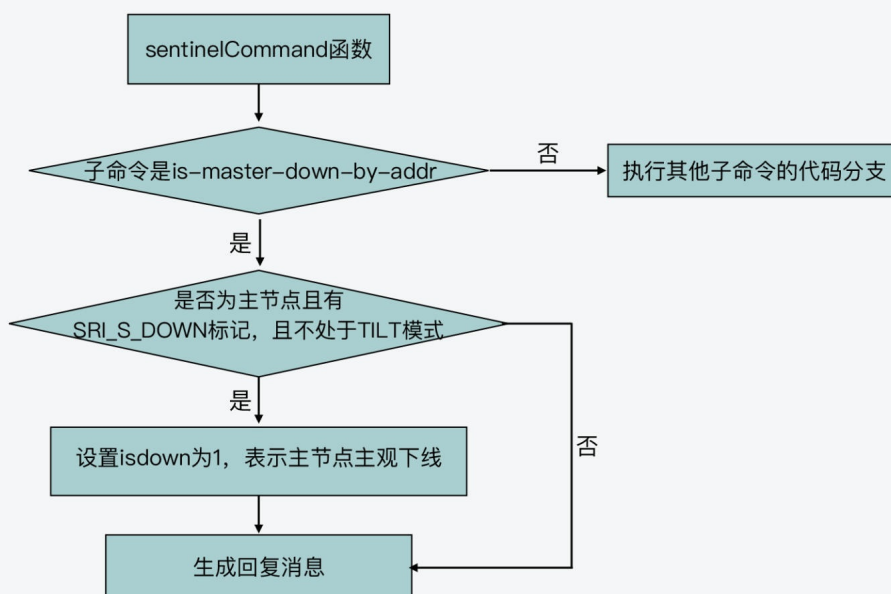 sentinelCommand函数
子命令是is-master-down-by-addr
否
执行其他子命令的代码分支
是
是否为主节点且有
SRI_S_DOWN标记，且不处于TILT模式
是
设置isdown为1，表示主节点主观下线
否
生成回复消息